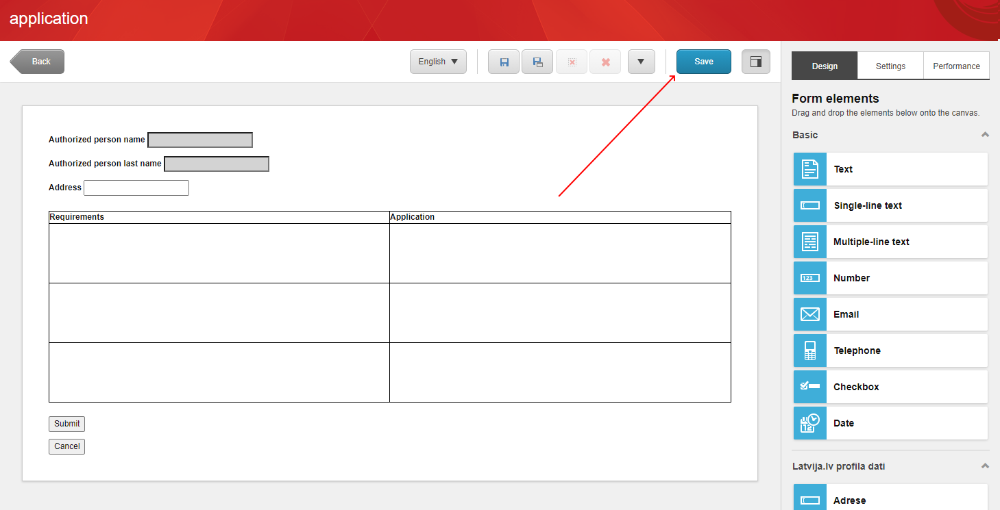 application
Back
English
Save
Design
Settings
Performance
Form elements
Drag and drop the elements below onto the canvas.
Basic
Text
Single-line text
Multiple-line text
123
Number
Email
Telephone
Checkbox
12
Date
Latvija.lv profila dati
Adrese
Authorized person name
Authorized person last name
Address
Requirements
Application
Submit
Cancel